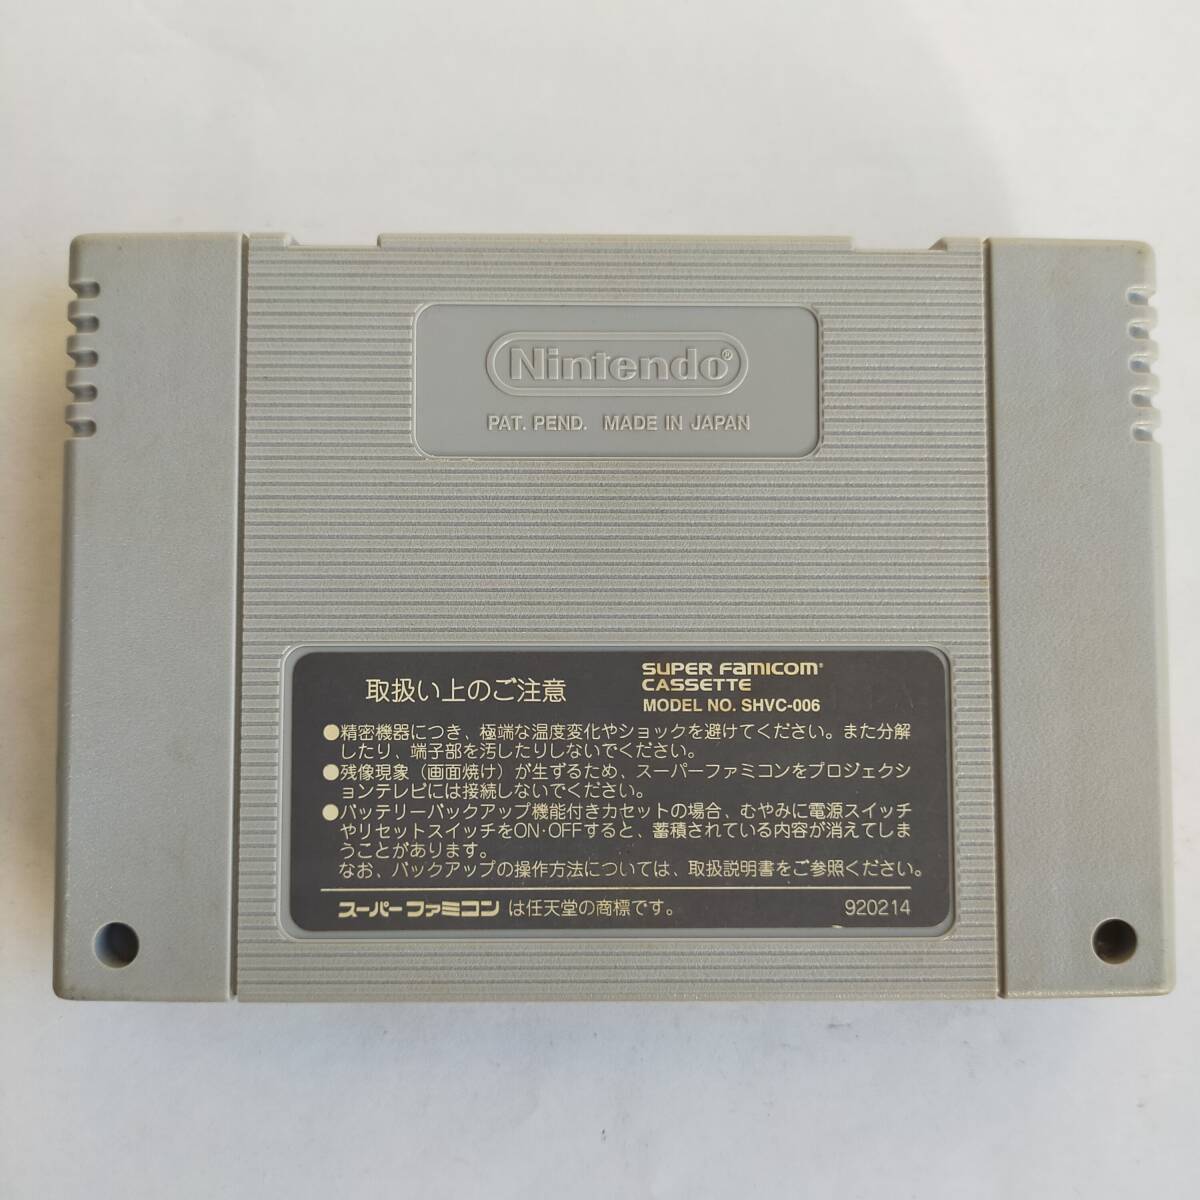 Nintendo®
PAT. PEND. MADE IN JAPAN
取扱い上のご注意
SUPER FAMICOM®
CASSETTE
MODEL NO. SHVC-006
●精密機器につき、極端な温度変化やショックを避けてください。また分解
したり、端子部を汚したりしないでください。
●残像現象(画面焼け)が生ずるため、スーパーファミコンをプロジェクシ
ョンテレビには接続しないでください。
●バッテリーバックアップ機能付きカセットの場合、むやみに電源スイッチ
やリセットスイッチをON・OFFすると、蓄積されている内容が消えてしま
うことがあります。
なお、バックアップの操作方法については、取扱説明書をご参照ください。
スーパーファミコン は任天堂の商標です。 920214